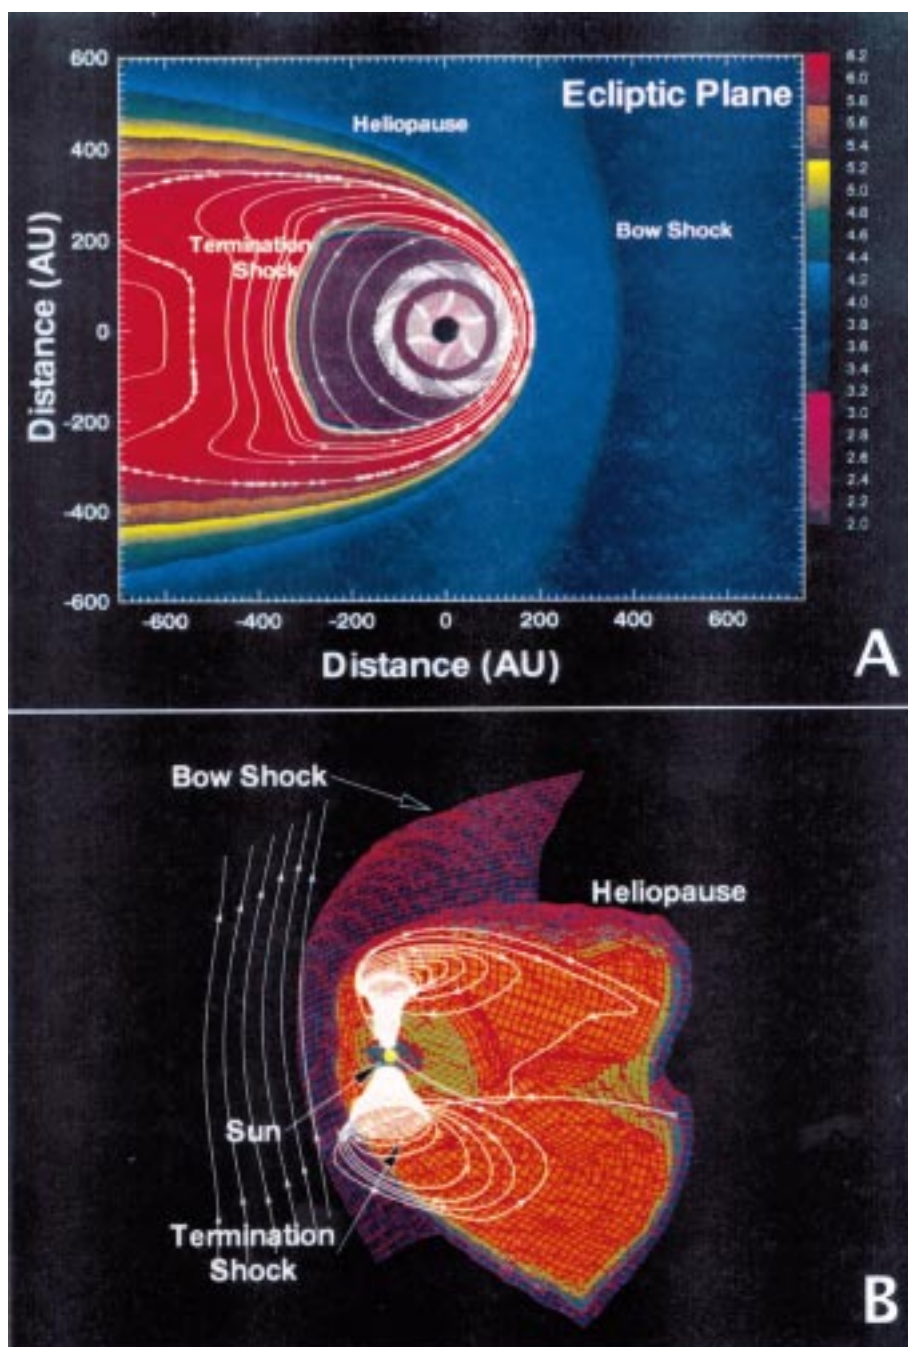 Ecliptic Plane
Heliopause
Bow Shock
Termination
Shock
600
400
200
0
-200
-400
-600
Distance (AU)
-600
-400
-200
0
200
400
600
Distance (AU)
6.2
6.0
5.8
5.6
5.4
5.2
5.0
4.8
4.6
4.4
4.2
4.0
3.8
3.6
3.4
3.2
3.0
2.8
2.6
2.4
2.2
2.0
A
Bow Shock
Heliopause
Sun
Termination
Shock
B